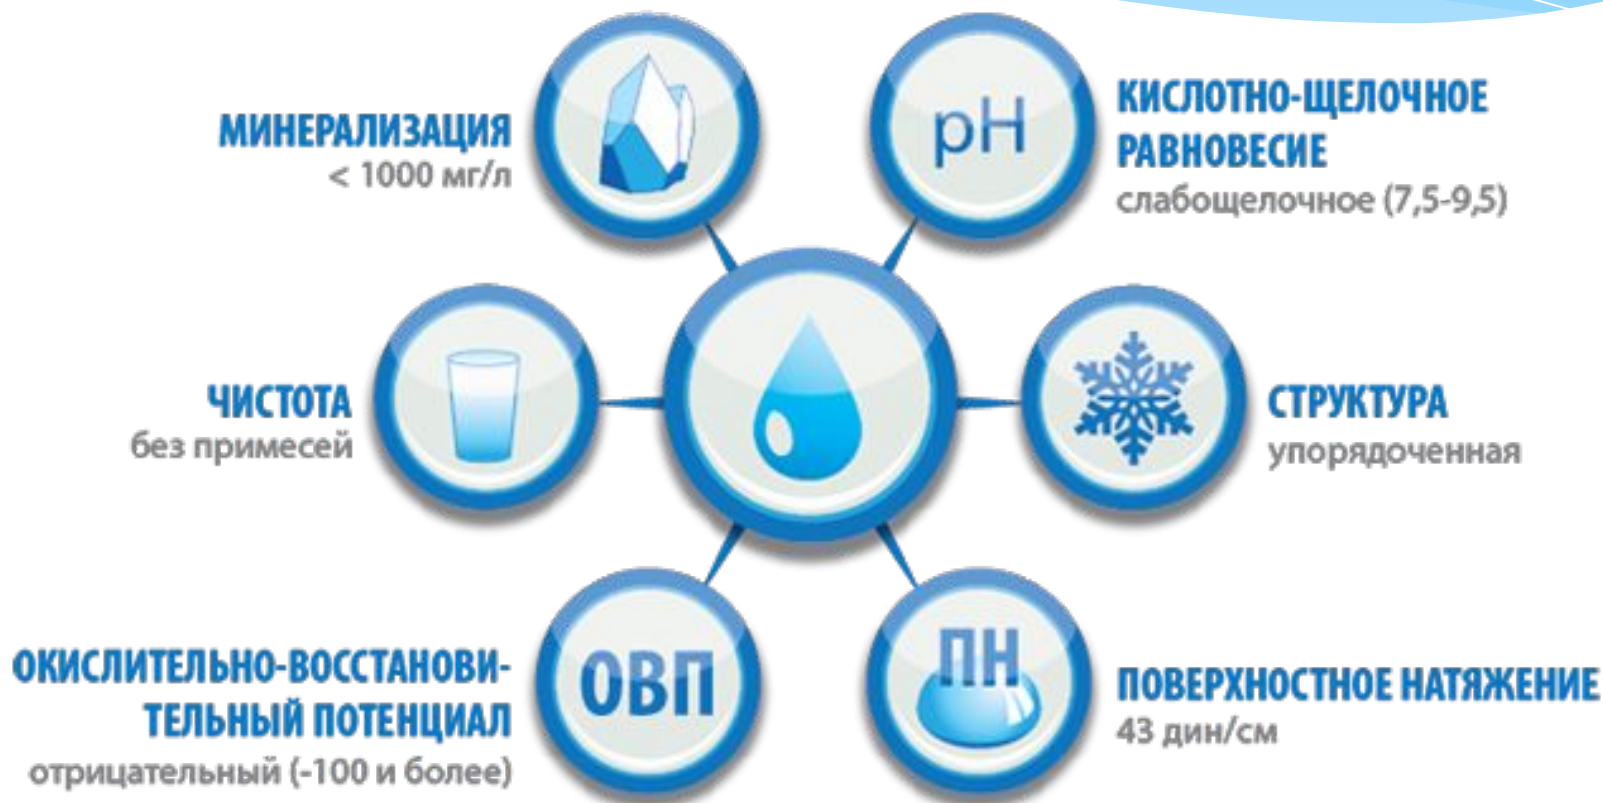 МИНЕРАЛИЗАЦИЯ
< 1000 мг/л
pH
КИСЛОТНО-ЩЕЛОЧНОЕ
РАВНОВЕСИЕ
слабощелочное (7,5-9,5)
ЧИСТОТА
без примесей
СТРУКТУРА
упорядоченная
ОКИСЛИТЕЛЬНО-ВОССТАНОВИ-
ТЕЛЬНЫЙ ПОТЕНЦИАЛ
отрицательный (-100 и более)
ОВП
ПН
ПОВЕРХНОСТНОЕ НАТЯЖЕНИЕ
43 дин/см